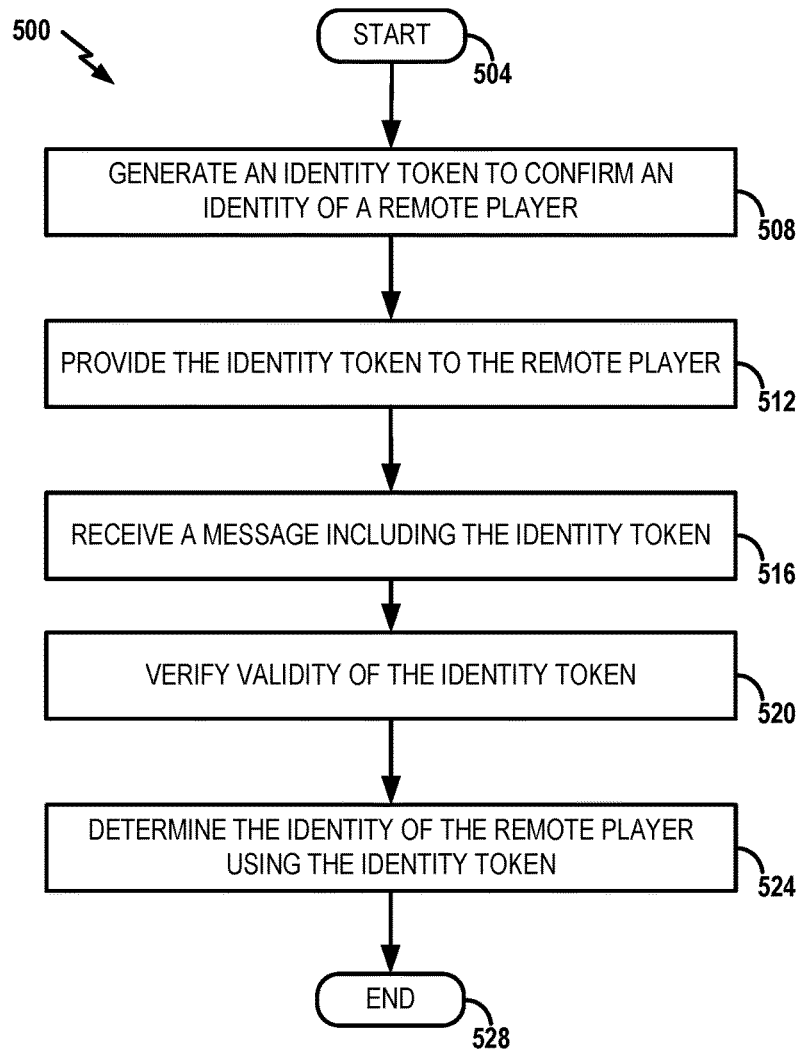 500
START
504
GENERATE AN IDENTITY TOKEN TO CONFIRM AN
IDENTITY OF A REMOTE PLAYER
508
PROVIDE THE IDENTITY TOKEN TO THE REMOTE PLAYER
512
RECEIVE A MESSAGE INCLUDING THE IDENTITY TOKEN
516
VERIFY VALIDITY OF THE IDENTITY TOKEN
520
DETERMINE THE IDENTITY OF THE REMOTE PLAYER
USING THE IDENTITY TOKEN
524
END
528